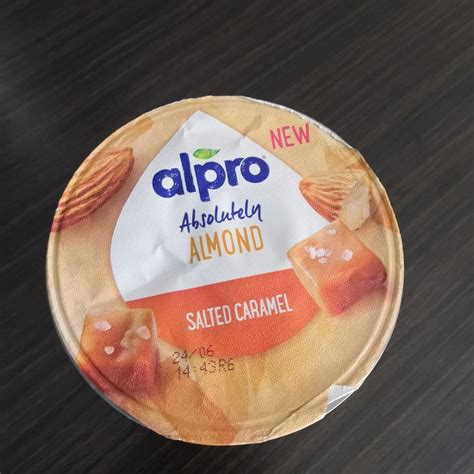 NEW
alpro
Absolutely
ALMOND
SALTED CARAMEL
24/06
14:43R6